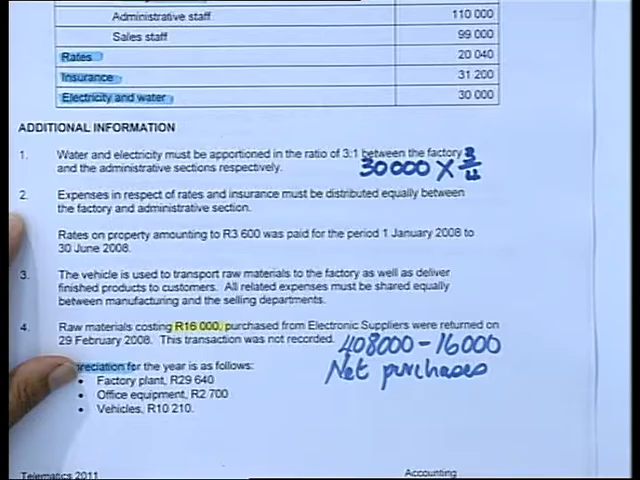 Administrative staff 110 000
Sales staff 99 000
Rates 20 040
Insurance 31 200
Electricity and water 30 000
ADDITIONAL INFORMATION
1. Water and electricity must be apportioned in the ratio of 3:1 between the factory
and the administrative sections respectively. 30000 × 3/4
2. Expenses in respect of rates and insurance must be distributed equally between
the factory and administrative section.
Rates on property amounting to R3 600 was paid for the period 1 January 2008 to
30 June 2008.
3. The vehicle is used to transport raw materials to the factory as well as deliver
finished products to customers. All related expenses must be shared equally
between manufacturing and the selling departments.
4. Raw materials costing R16 000, purchased from Electronic Suppliers were returned on
29 February 2008. This transaction was not recorded. 408000 - 16000
Net purchases
preciation for the year is as follows:
• Factory plant, R29 640
• Office equipment, R2 700
• Vehicles, R10 210.
Telematics 2011 Accounting